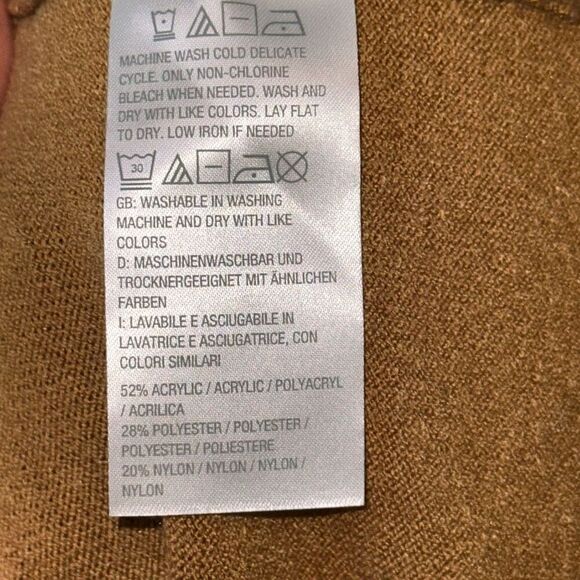 MACHINE WASH COLD DELICATE
CYCLE. ONLY NON-CHLORINE
BLEACH WHEN NEEDED. WASH AND
DRY WITH LIKE COLORS. LAY FLAT
TO DRY. LOW IRON IF NEEDED
30
GB: WASHABLE IN WASHING
MACHINE AND DRY WITH LIKE
COLORS
D: MASCHINENWASCHBAR UND
TROCKNERGEEIGNET MIT ÄHNLICHEN
FARBEN
I: LAVABILE E ASCIUGABILE IN
LAVATRICE E ASCIUGATRICE, CON
COLORI SIMILARI
52% ACRYLIC / ACRYLIC / POLYACRYL
/ ACRILICA
28% POLYESTER / POLYESTER /
POLYESTER / POLIESTERE
20% NYLON / NYLON / NYLON /
NYLON